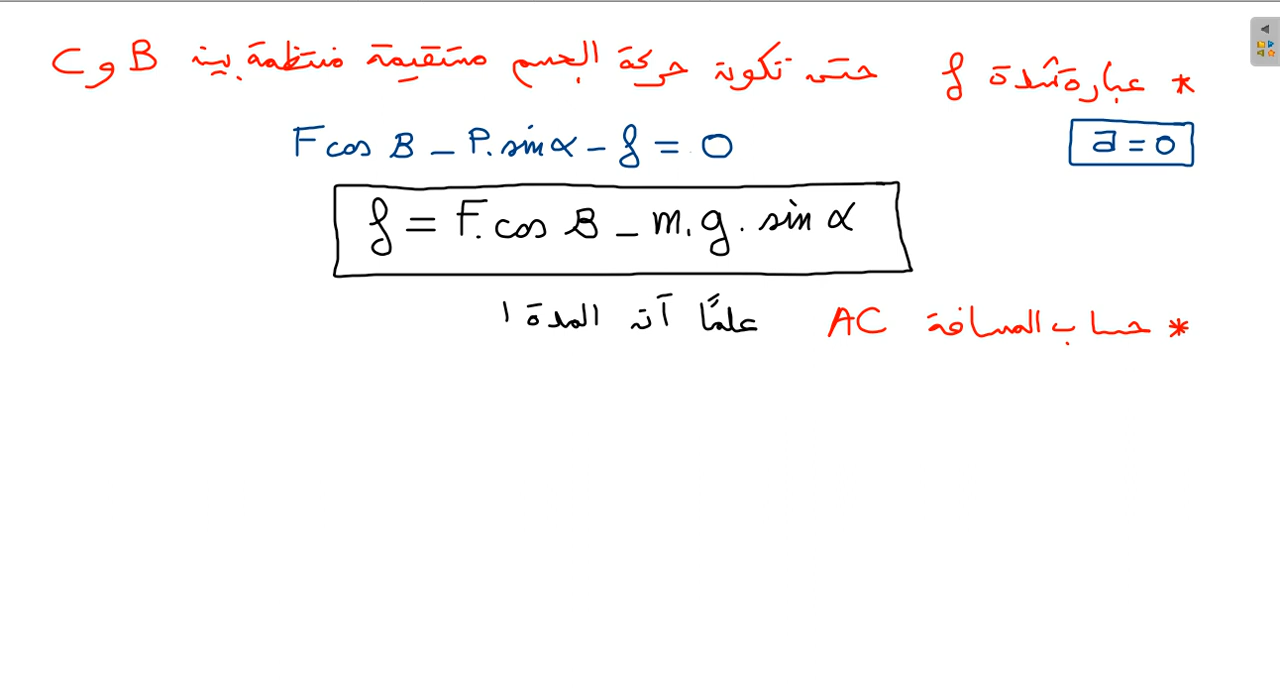 * عبارة شدة f حتى تكون حركة الجسم مستقيمة منتظمة بين B و C
a = 0
F cos B - P. sin α - f = 0
f = F. cos B - m. g. sin α
* حساب المسافة AC علمًا آن المدة ا